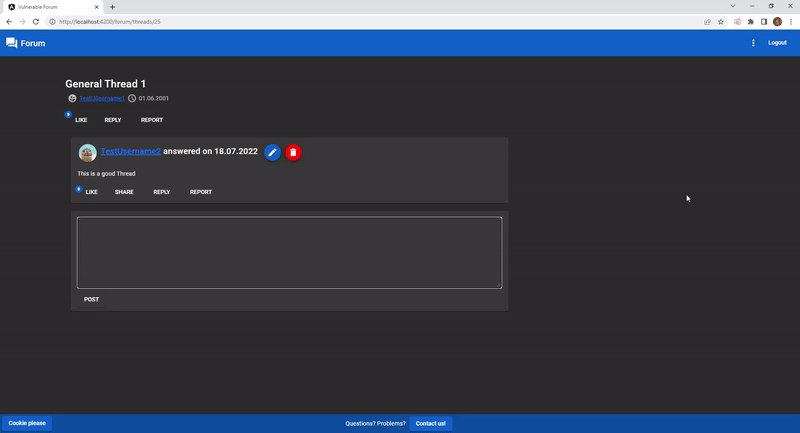 Vulnerable Forum
http://localhost:4200/forum/threads/25
Forum
Logout
General Thread 1
TestUsername1 01.06.2001
0
LIKE REPLY REPORT
TestUsername2 answered on 18.07.2022
This is a good Thread
0
LIKE SHARE REPLY REPORT
POST
Cookie please Questions? Problems? Contact us!